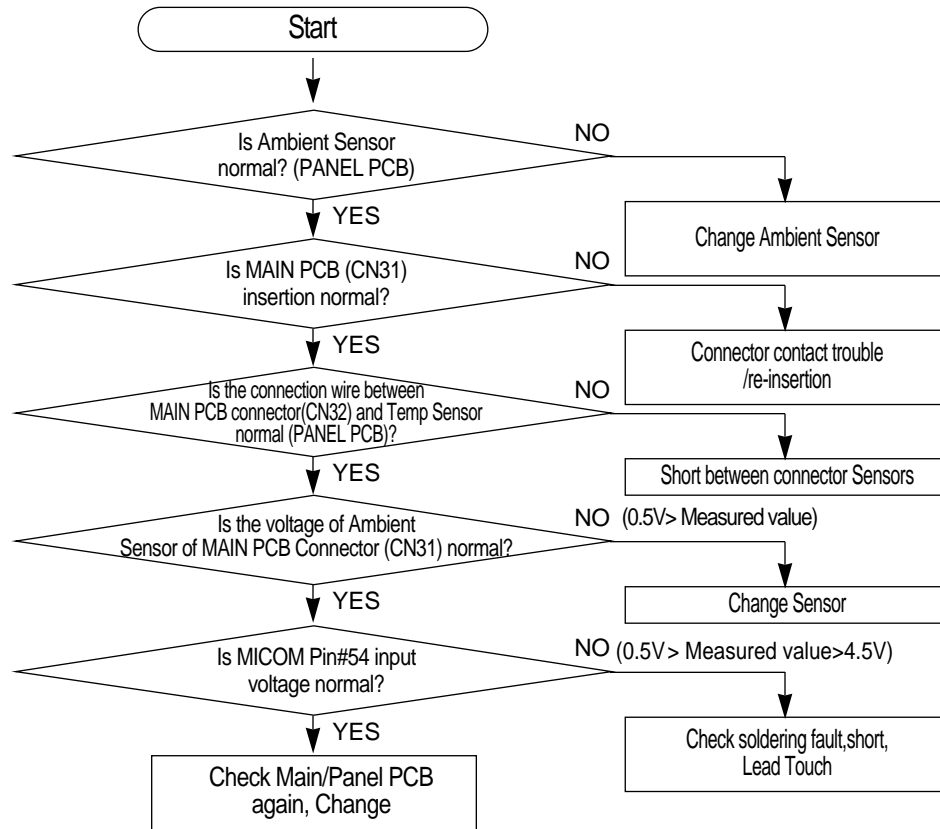 Start
Is Ambient Sensor
normal? (PANEL PCB)
NO
Change Ambient Sensor
YES
Is MAIN PCB (CN31)
insertion normal?
NO
Connector contact trouble
/re-insertion
YES
Is the connection wire between
MAIN PCB connector(CN32) and Temp Sensor
normal (PANEL PCB)?
NO
Short between connector Sensors
YES
Is the voltage of Ambient
Sensor of MAIN PCB Connector (CN31) normal?
NO (0.5V> Measured value)
Change Sensor
YES
Is MICOM Pin#54 input
voltage normal?
NO (0.5V> Measured value>4.5V)
Check soldering fault,short,
Lead Touch
YES
Check Main/Panel PCB
again, Change